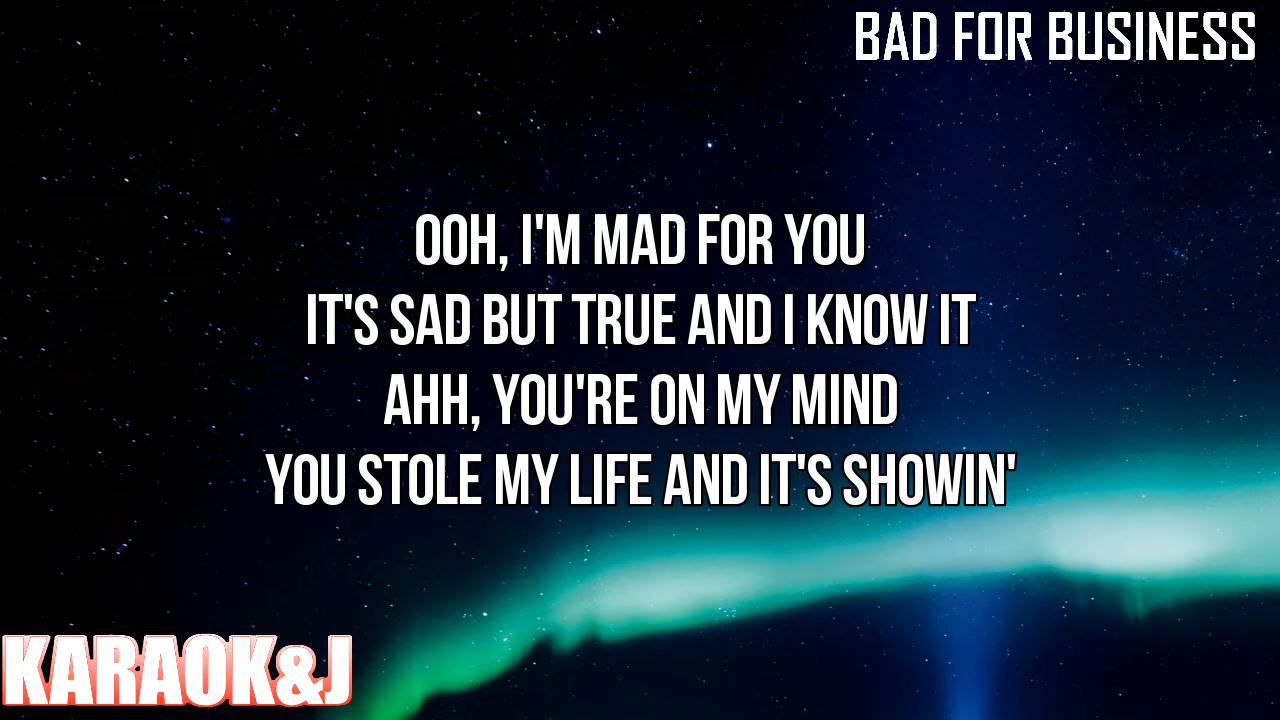 BAD FOR BUSINESS
OOH, I'M MAD FOR YOU
IT'S SAD BUT TRUE AND I KNOW IT
AHH, YOU'RE ON MY MIND
YOU STOLE MY LIFE AND IT'S SHOWIN'
KARAOK&J